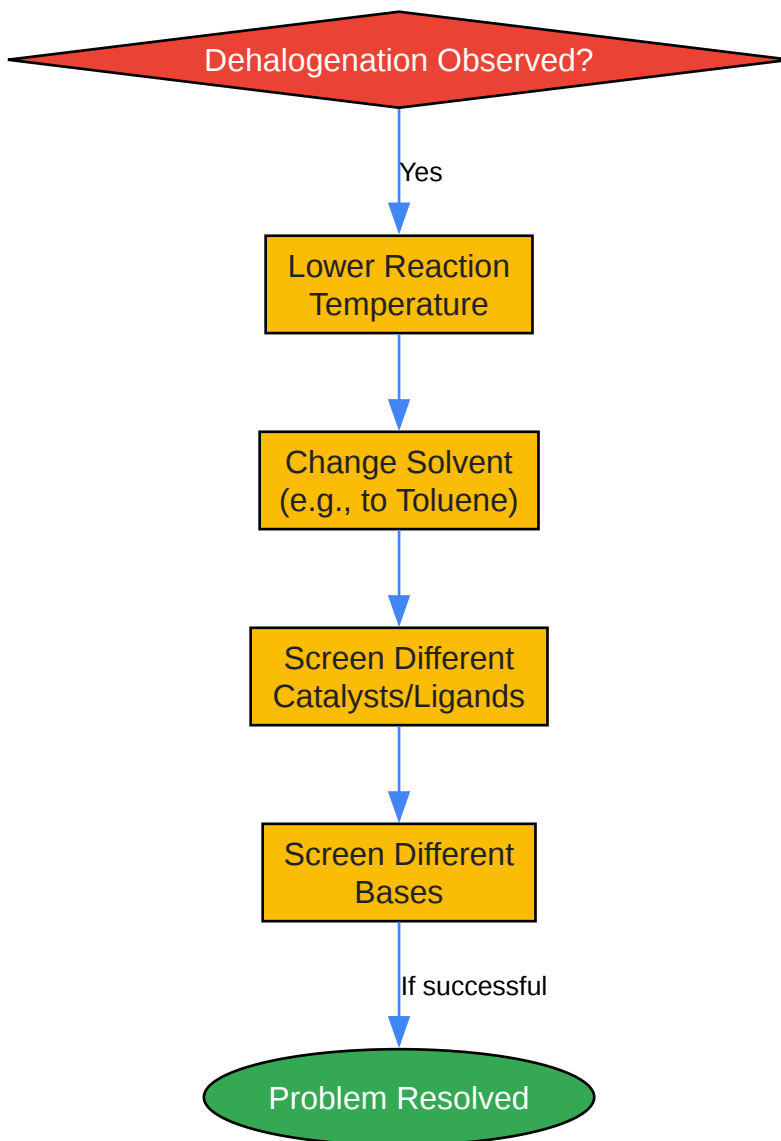 Dehalogenation Observed?
Yes
Lower Reaction
Temperature
Change Solvent
(e.g., to Toluene)
Screen Different
Catalysts/Ligands
Screen Different
Bases
If successful
Problem Resolved